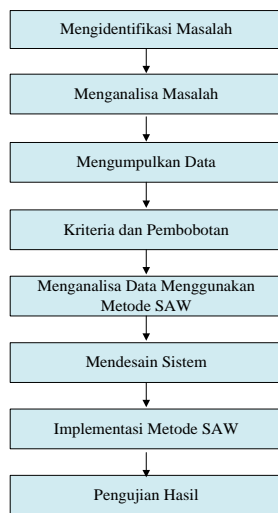 Mengidentifikasi Masalah
Menganalisa Masalah
Mengumpulkan Data
Kriteria dan Pembobotan
Menganalisa Data Menggunakan
Metode SAW
Mendesain Sistem
Implementasi Metode SAW
Pengujian Hasil